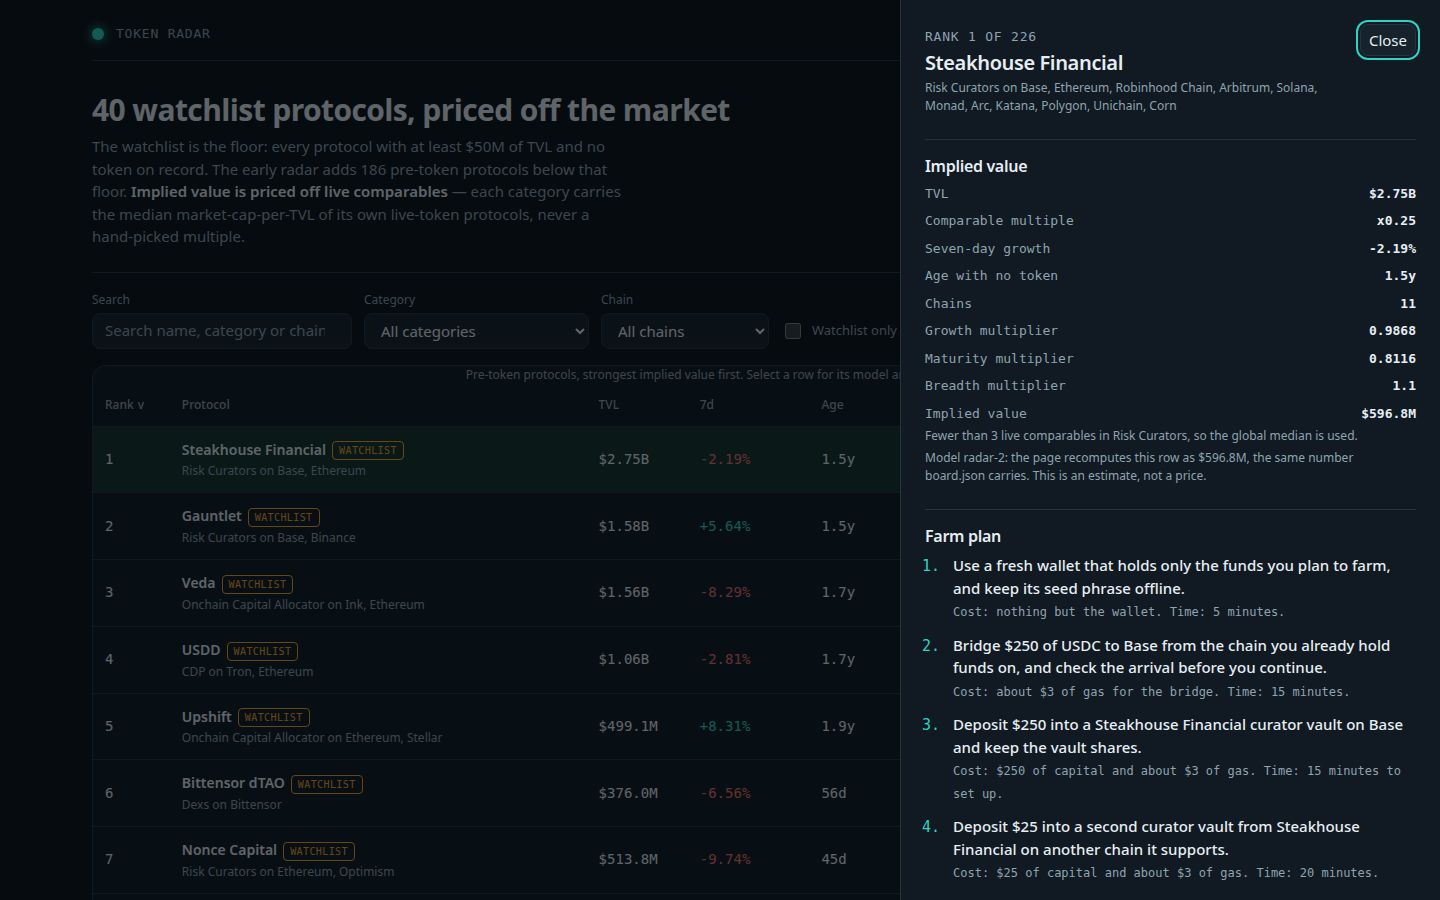 TOKEN RADAR
40 watchlist protocols, priced off the market
The watchlist is the floor: every protocol with at least $50M of TVL and no
token on record. The early radar adds 186 pre-token protocols below that
floor. Implied value is priced off live comparables — each category carries
the median market-cap-per-TVL of its own live-token protocols, never a
hand-picked multiple.
Search
Category
Chain
Search name, category or chain
All categories
All chains
Watchlist only
Pre-token protocols, strongest implied value first. Select a row for its model a
Rank v Protocol TVL 7d Age
1 Steakhouse Financial WATCHLIST $2.75B -2.19% 1.5y
Risk Curators on Base, Ethereum
2 Gauntlet WATCHLIST $1.58B +5.64% 1.5y
Risk Curators on Base, Binance
3 Veda WATCHLIST $1.56B -8.29% 1.7y
Onchain Capital Allocator on Ink, Ethereum
4 USDD WATCHLIST $1.06B -2.81% 1.7y
CDP on Tron, Ethereum
5 Upshift WATCHLIST $499.1M +8.31% 1.9y
Onchain Capital Allocator on Ethereum, Stellar
6 Bittensor dTAO WATCHLIST $376.0M -6.56% 56d
Dexs on Bittensor
7 Nonce Capital WATCHLIST $513.8M -9.74% 45d
Risk Curators on Ethereum, Optimism
RANK 1 OF 226
Close
Steakhouse Financial
Risk Curators on Base, Ethereum, Robinhood Chain, Arbitrum, Solana,
Monad, Arc, Katana, Polygon, Unichain, Corn
Implied value
TVL $2.75B
Comparable multiple x0.25
Seven-day growth -2.19%
Age with no token 1.5y
Chains 11
Growth multiplier 0.9868
Maturity multiplier 0.8116
Breadth multiplier 1.1
Implied value $596.8M
Fewer than 3 live comparables in Risk Curators, so the global median is used.
Model radar-2: the page recomputes this row as $596.8M, the same number
board.json carries. This is an estimate, not a price.
Farm plan
1. Use a fresh wallet that holds only the funds you plan to farm,
and keep its seed phrase offline.
Cost: nothing but the wallet. Time: 5 minutes.
2. Bridge $250 of USDC to Base from the chain you already hold
funds on, and check the arrival before you continue.
Cost: about $3 of gas for the bridge. Time: 15 minutes.
3. Deposit $250 into a Steakhouse Financial curator vault on Base
and keep the vault shares.
Cost: $250 of capital and about $3 of gas. Time: 15 minutes to
set up.
4. Deposit $25 into a second curator vault from Steakhouse
Financial on another chain it supports.
Cost: $25 of capital and about $3 of gas. Time: 20 minutes.